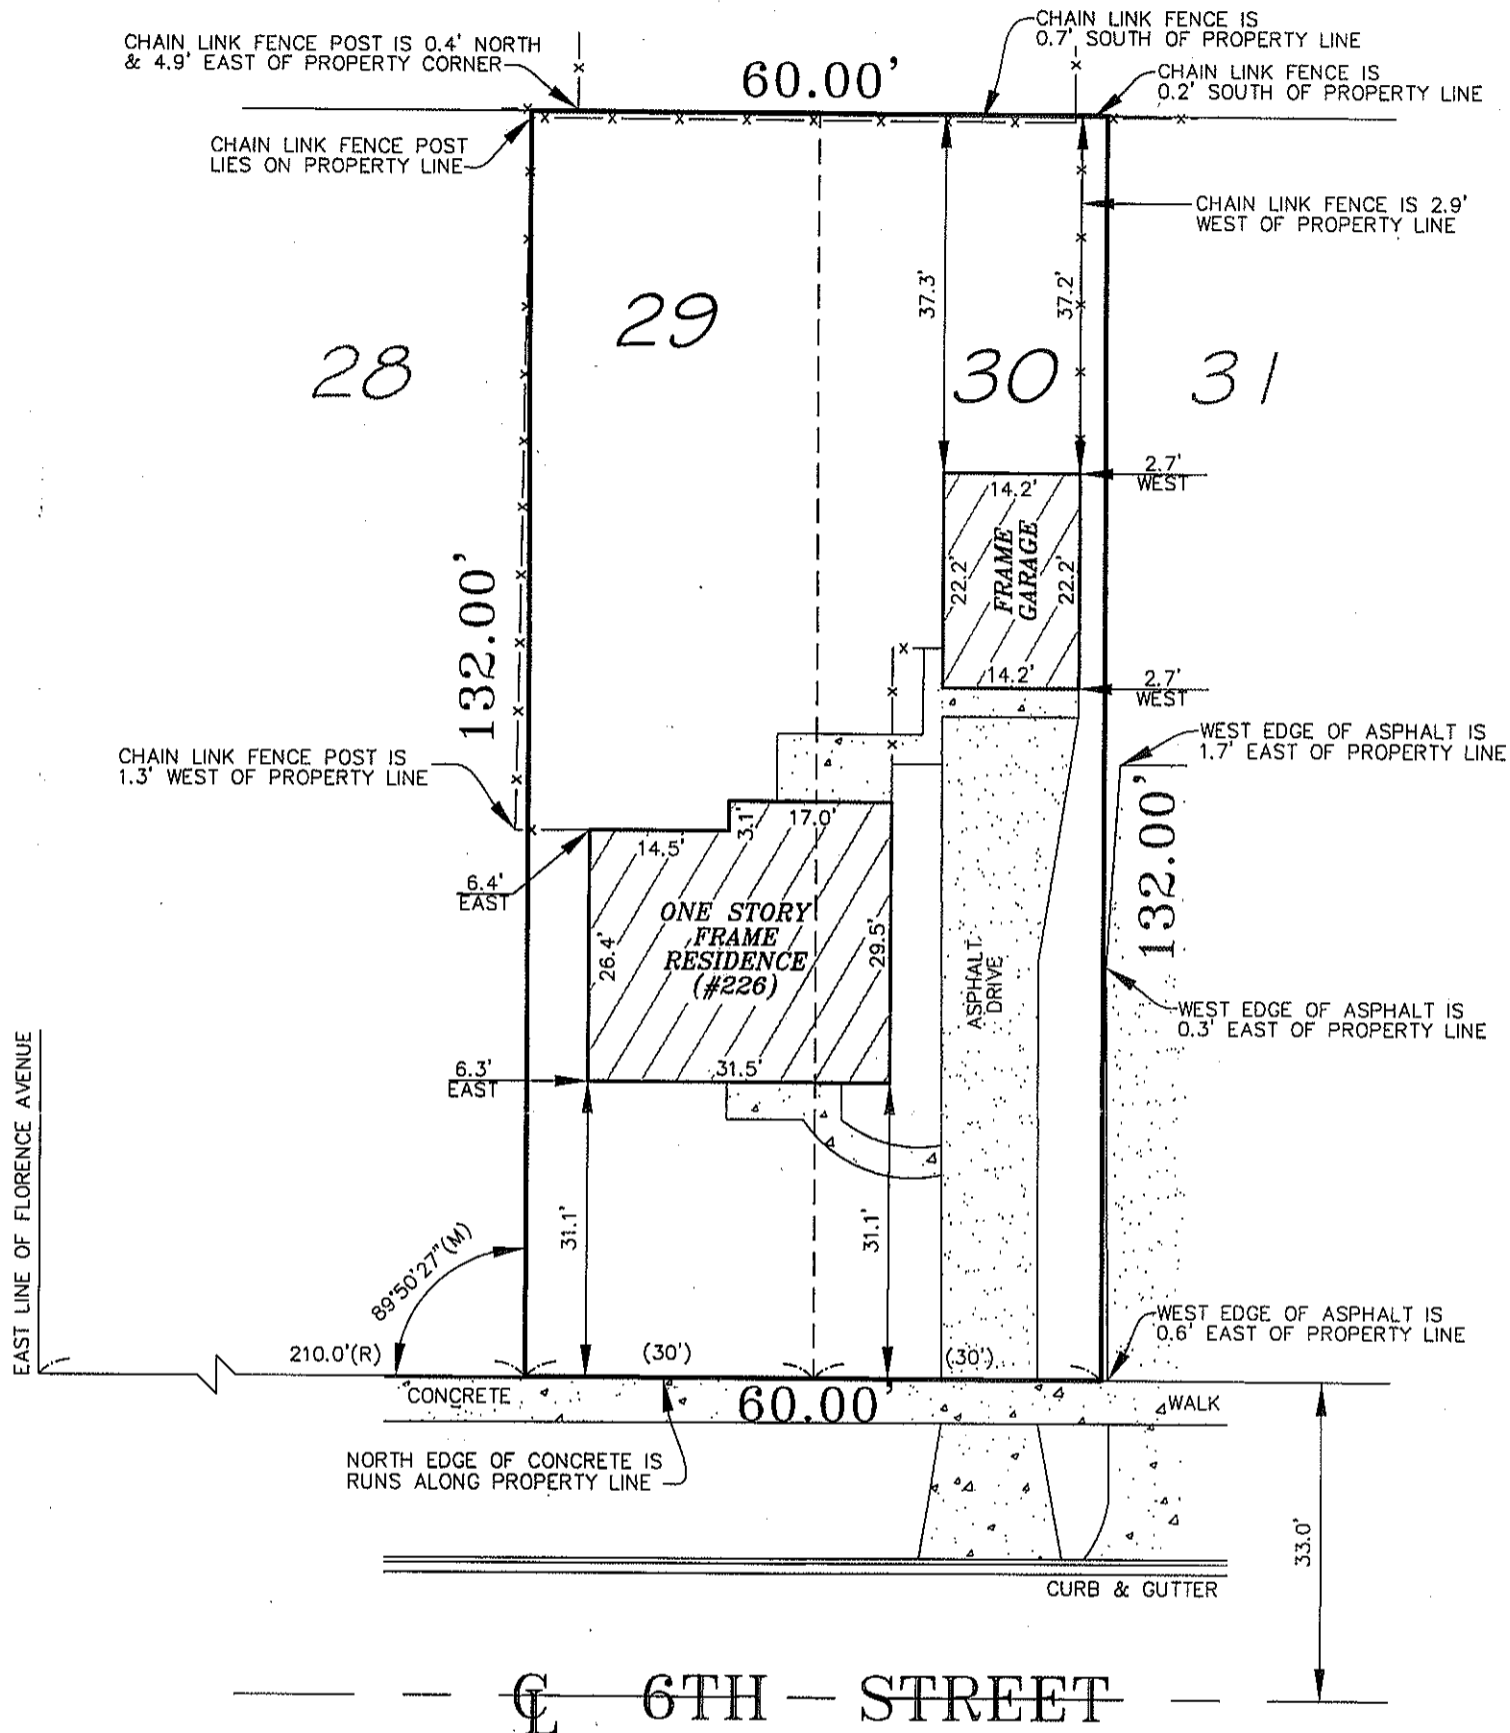 CHAIN LINK FENCE POST IS 0.4' NORTH
& 4.9' EAST OF PROPERTY CORNER
60.00'
CHAIN LINK FENCE IS
0.7' SOUTH OF PROPERTY LINE
CHAIN LINK FENCE IS
0.2' SOUTH OF PROPERTY LINE
CHAIN LINK FENCE POST
LIES ON PROPERTY LINE
CHAIN LINK FENCE IS 2.9'
WEST OF PROPERTY LINE
37.3'
37.2'
28
29
30
31
2.7'
WEST
14.2'
22.2'
FRAME
GARAGE
22.2'
14.2'
2.7'
WEST
132.00'
CHAIN LINK FENCE POST IS
1.3' WEST OF PROPERTY LINE
WEST EDGE OF ASPHALT IS
1.7' EAST OF PROPERTY LINE
132.00'
3.1'
17.0'
14.5'
6.4'
EAST
ONE STORY
FRAME
RESIDENCE
(#226)
26.4'
29.5'
ASPHALT
DRIVE
WEST EDGE OF ASPHALT IS
0.3' EAST OF PROPERTY LINE
31.5'
6.3'
EAST
EAST LINE OF FLORENCE AVENUE
31.1'
31.1'
89°50'27"(M)
WEST EDGE OF ASPHALT IS
0.6' EAST OF PROPERTY LINE
210.0'(R)
(30')
(30')
CONCRETE
60.00'
WALK
NORTH EDGE OF CONCRETE IS
RUNS ALONG PROPERTY LINE
33.0'
CURB & GUTTER
℄ 6TH STREET